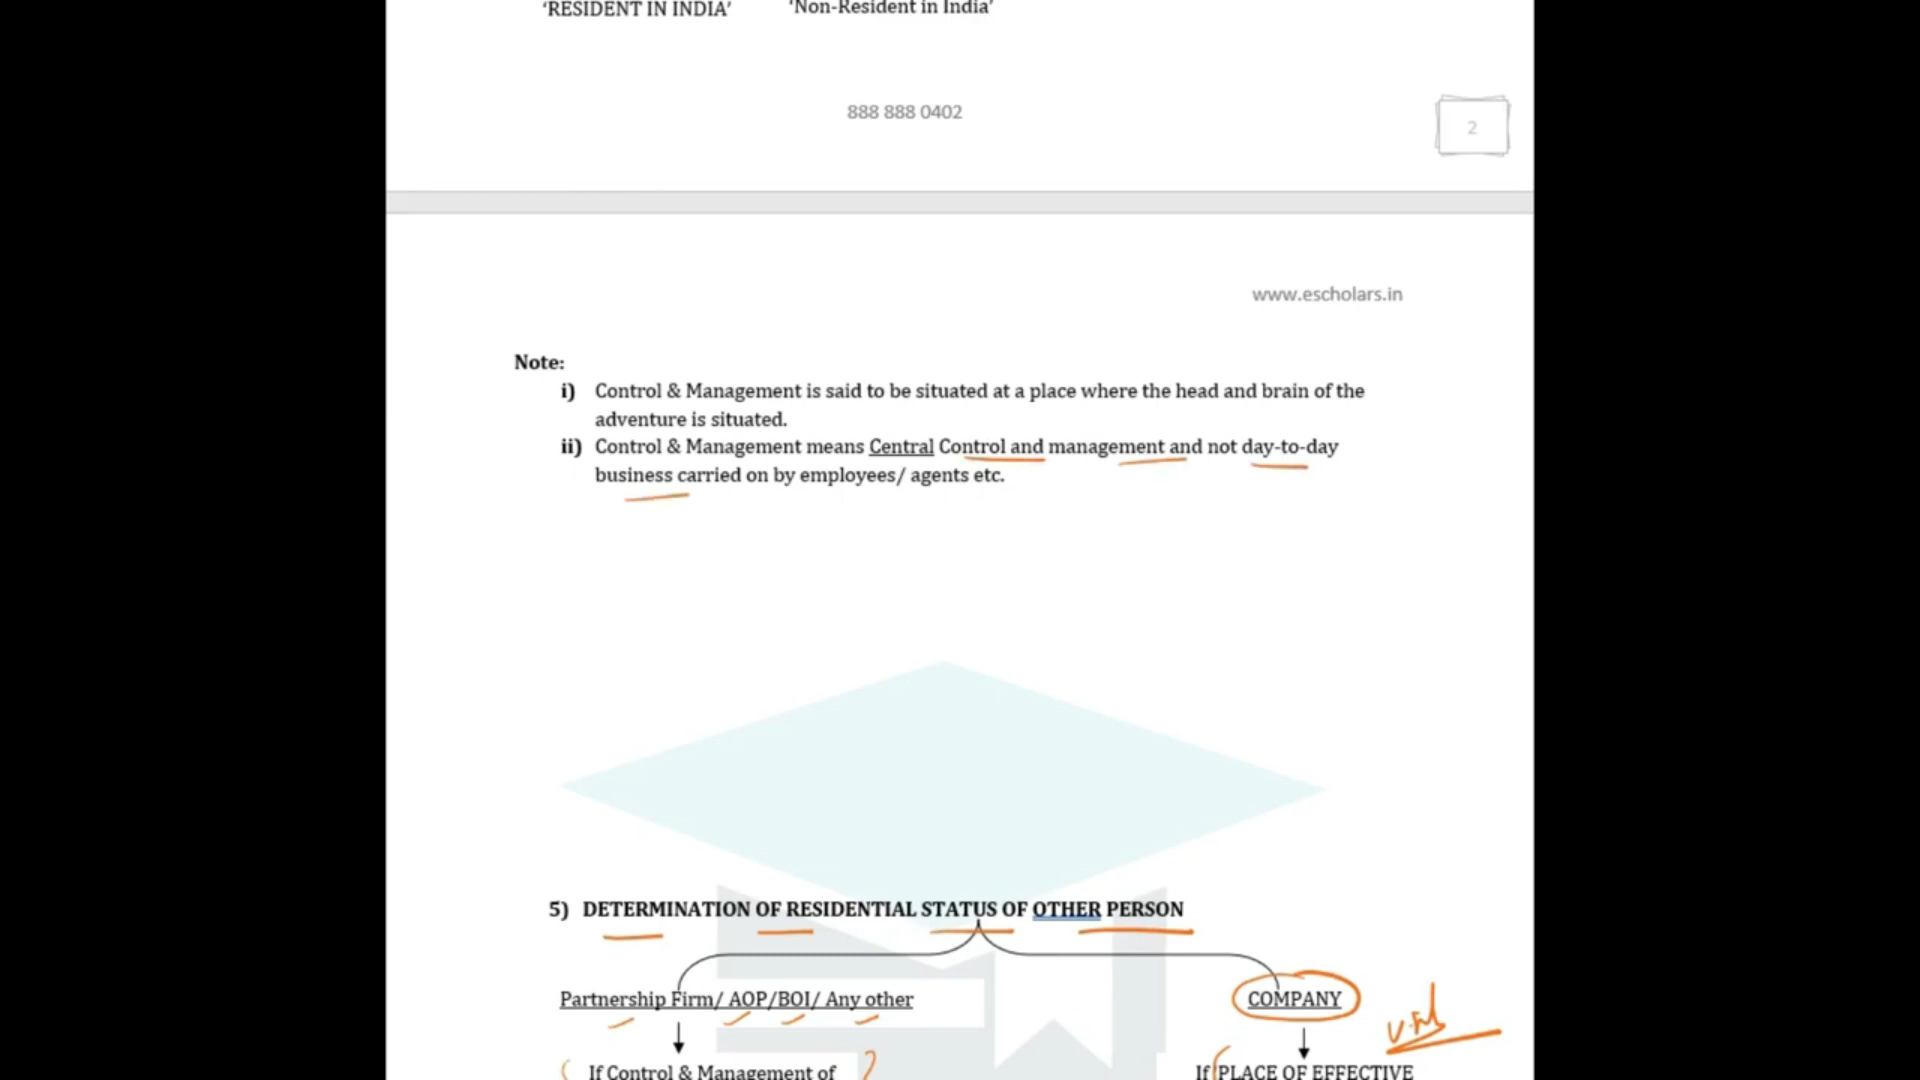 ‘RESIDENT IN INDIA’ ‘Non-Resident in India’
888 888 0402
2
www.escholars.in
Note:
i) Control & Management is said to be situated at a place where the head and brain of the
adventure is situated.
ii) Control & Management means Central Control and management and not day-to-day
business carried on by employees/ agents etc.
5) DETERMINATION OF RESIDENTIAL STATUS OF OTHER PERSON
Partnership Firm/ AOP/BOI/ Any other
COMPANY
If Control & Management of
If PLACE OF EFFECTIVE